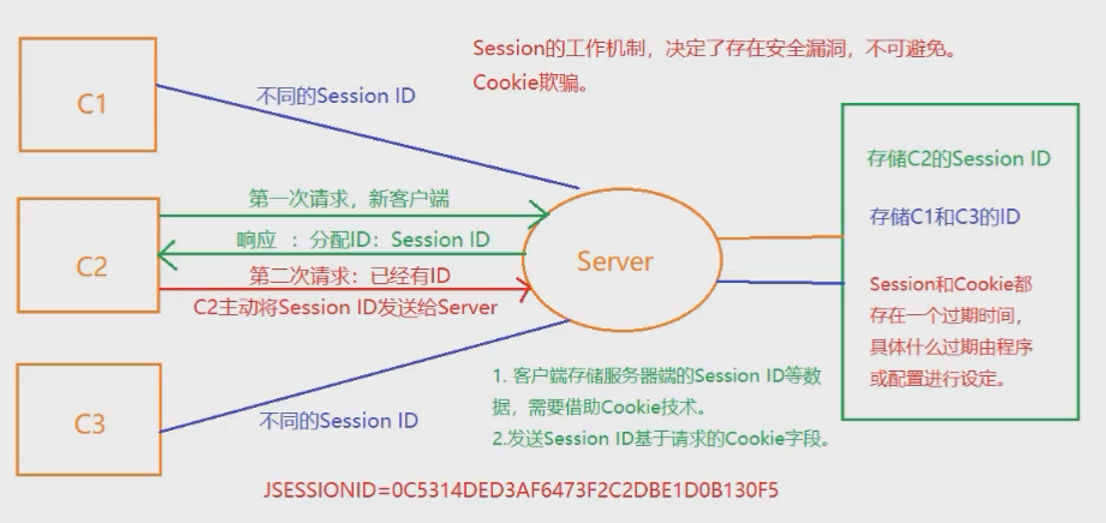 Session的工作机制，决定了存在安全漏洞，不可避免。
Cookie欺骗。
C1
不同的Session ID
存储C2的Session ID
第一次请求，新客户端
存储C1和C3的ID
响应 ：分配ID：Session ID
C2
Server
第二次请求：已经有ID
C2主动将Session ID发送给Server
Session和Cookie都
存在一个过期时间，
具体什么过期由程序
或配置进行设定。
1. 客户端存储服务器端的Session ID等数
据，需要借助Cookie技术。
2.发送Session ID基于请求的Cookie字段。
C3
不同的Session ID
JSESSIONID=0C5314DED3AF6473F2C2DBE1D0B130F5